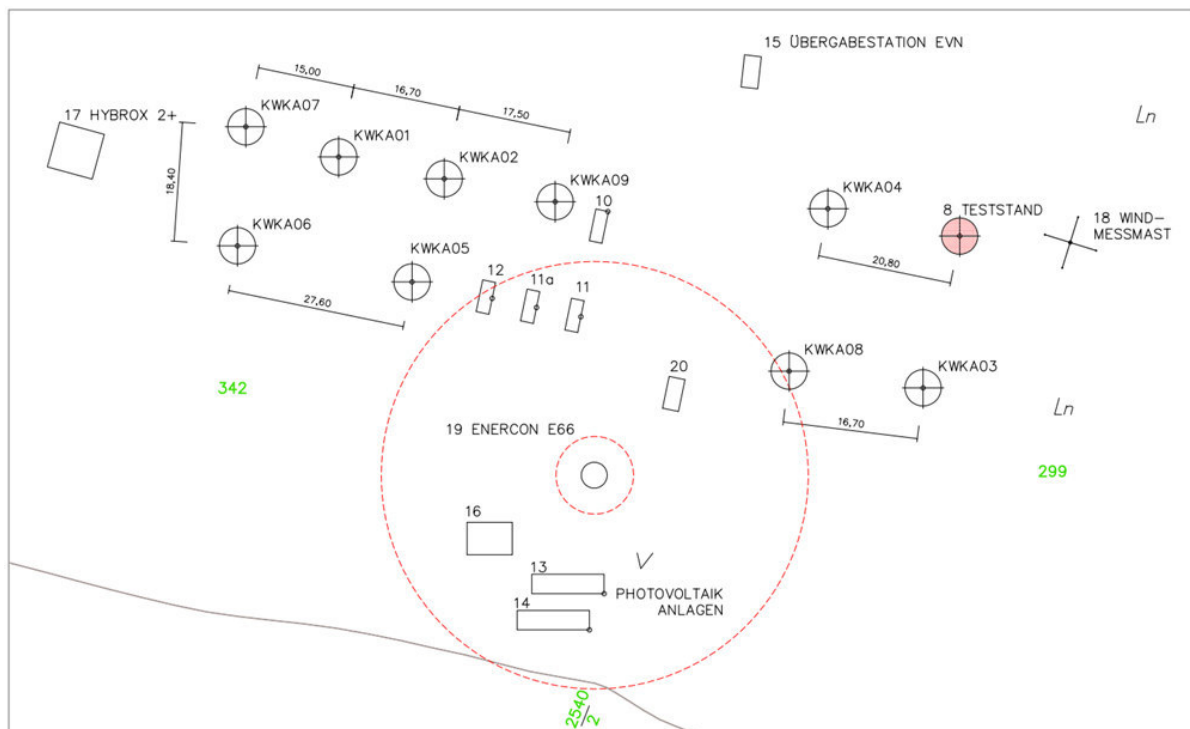 15 ÜBERGABESTATION EVN
15,00
16,70
17,50
KWKA07
17 HYBROX 2+
KWKA01
KWKA02
KWKA09
10
18,40
KWKA06
KWKA05
27,60
12
11a
11
Ln
KWKA04
8 TESTSTAND
18 WIND-
MESSMAST
20,80
342
20
KWKA08
KWKA03
16,70
Ln
19 ENERCON E66
299
16
13
V
PHOTOVOLTAIK
ANLAGEN
14
2540
2